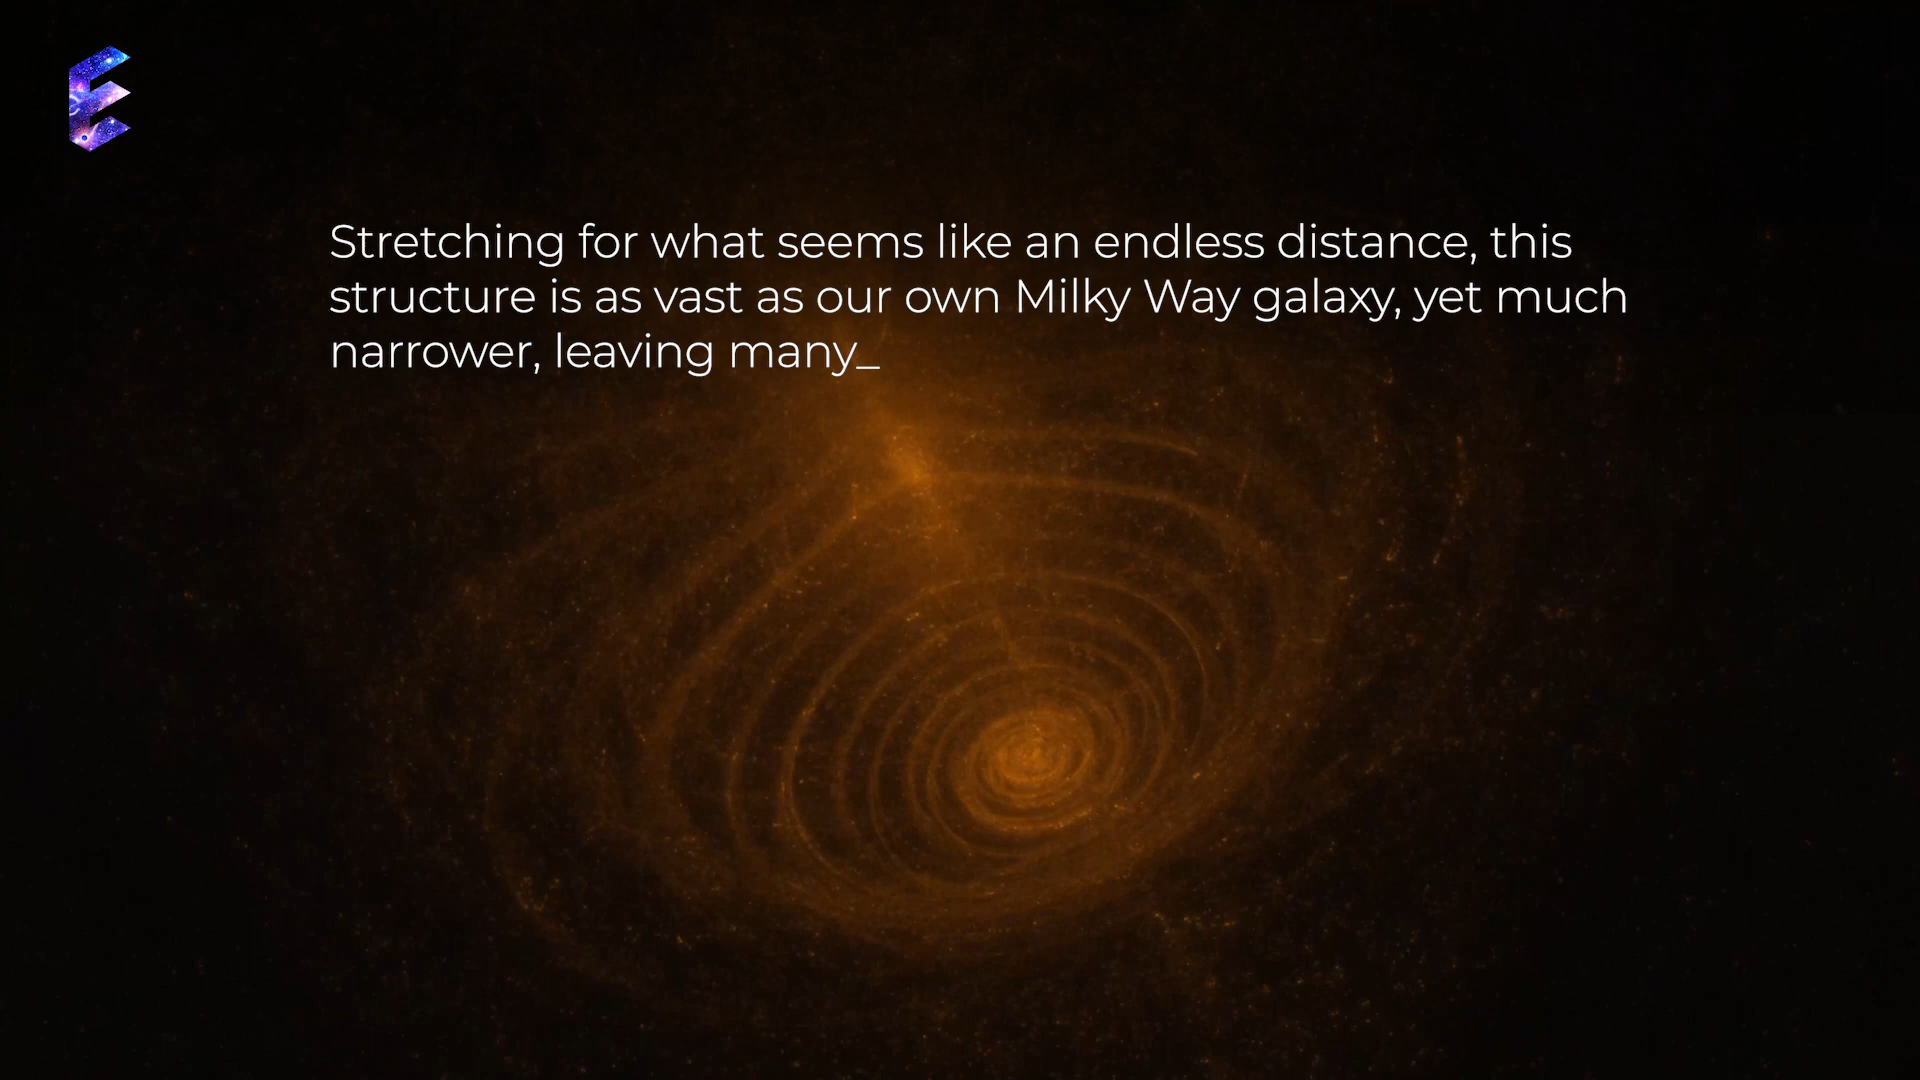 Stretching for what seems like an endless distance, this
structure is as vast as our own Milky Way galaxy, yet much
narrower, leaving many_